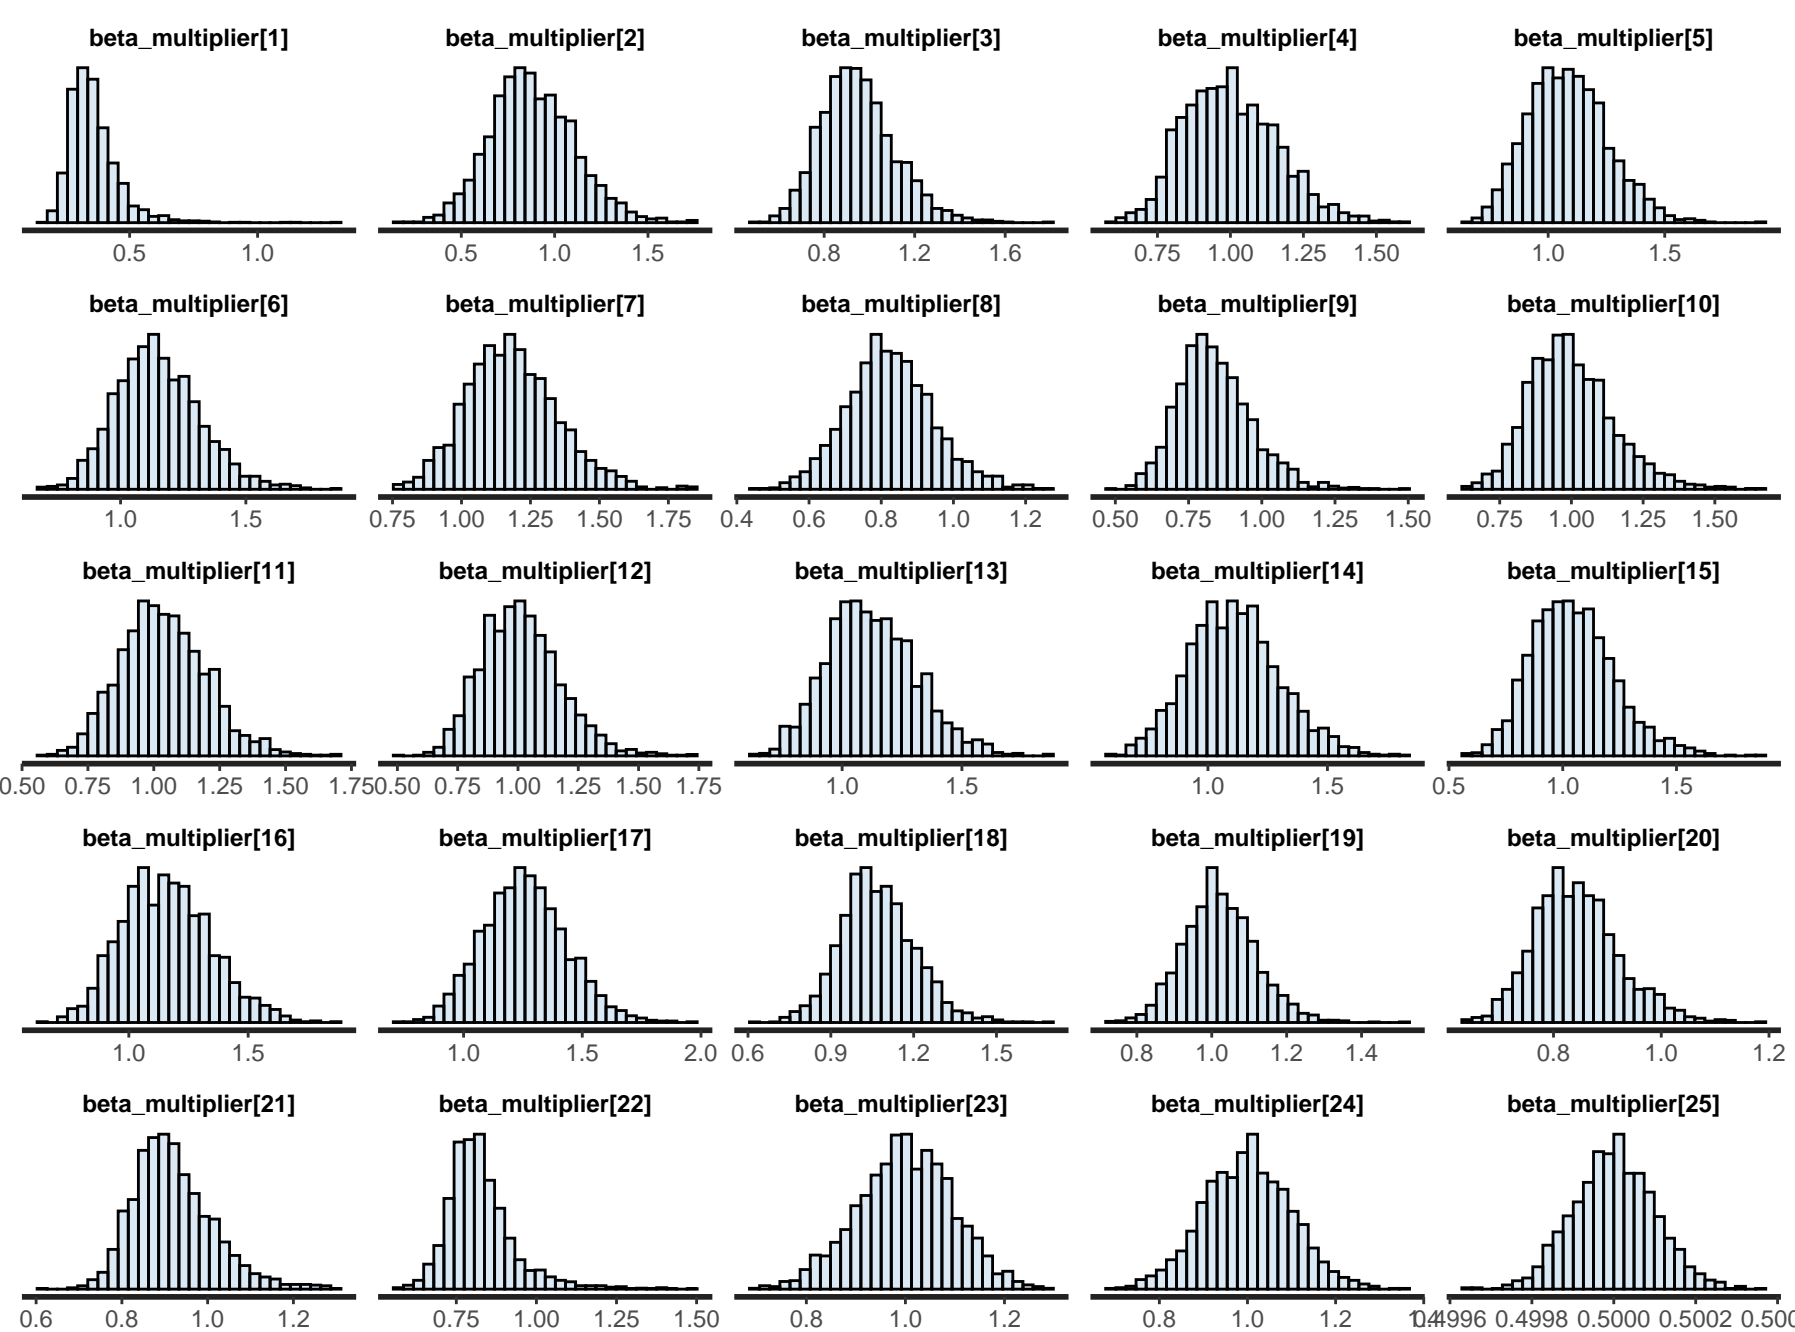 beta_multiplier[1] beta_multiplier[2] beta_multiplier[3] beta_multiplier[4] beta_multiplier[5]
0.5 1.0 0.5 1.0 1.5 0.8 1.2 1.6 0.75 1.00 1.25 1.50 1.0 1.5
beta_multiplier[6] beta_multiplier[7] beta_multiplier[8] beta_multiplier[9] beta_multiplier[10]
1.0 1.5 0.75 1.00 1.25 1.50 1.75 0.4 0.6 0.8 1.0 1.2 0.50 0.75 1.00 1.25 1.50 0.75 1.00 1.25 1.50
beta_multiplier[11] beta_multiplier[12] beta_multiplier[13] beta_multiplier[14] beta_multiplier[15]
0.50 0.75 1.00 1.25 1.50 1.75 0.50 0.75 1.00 1.25 1.50 1.75 1.0 1.5 1.0 1.5 0.5 1.0 1.5
beta_multiplier[16] beta_multiplier[17] beta_multiplier[18] beta_multiplier[19] beta_multiplier[20]
1.0 1.5 1.0 1.5 2.0 0.6 0.9 1.2 1.5 0.8 1.0 1.2 1.4 0.8 1.0 1.2
beta_multiplier[21] beta_multiplier[22] beta_multiplier[23] beta_multiplier[24] beta_multiplier[25]
0.6 0.8 1.0 1.2 0.75 1.00 1.25 1.50 0.8 1.0 1.2 0.8 1.0 1.2 0.4998 0.5000 0.5002